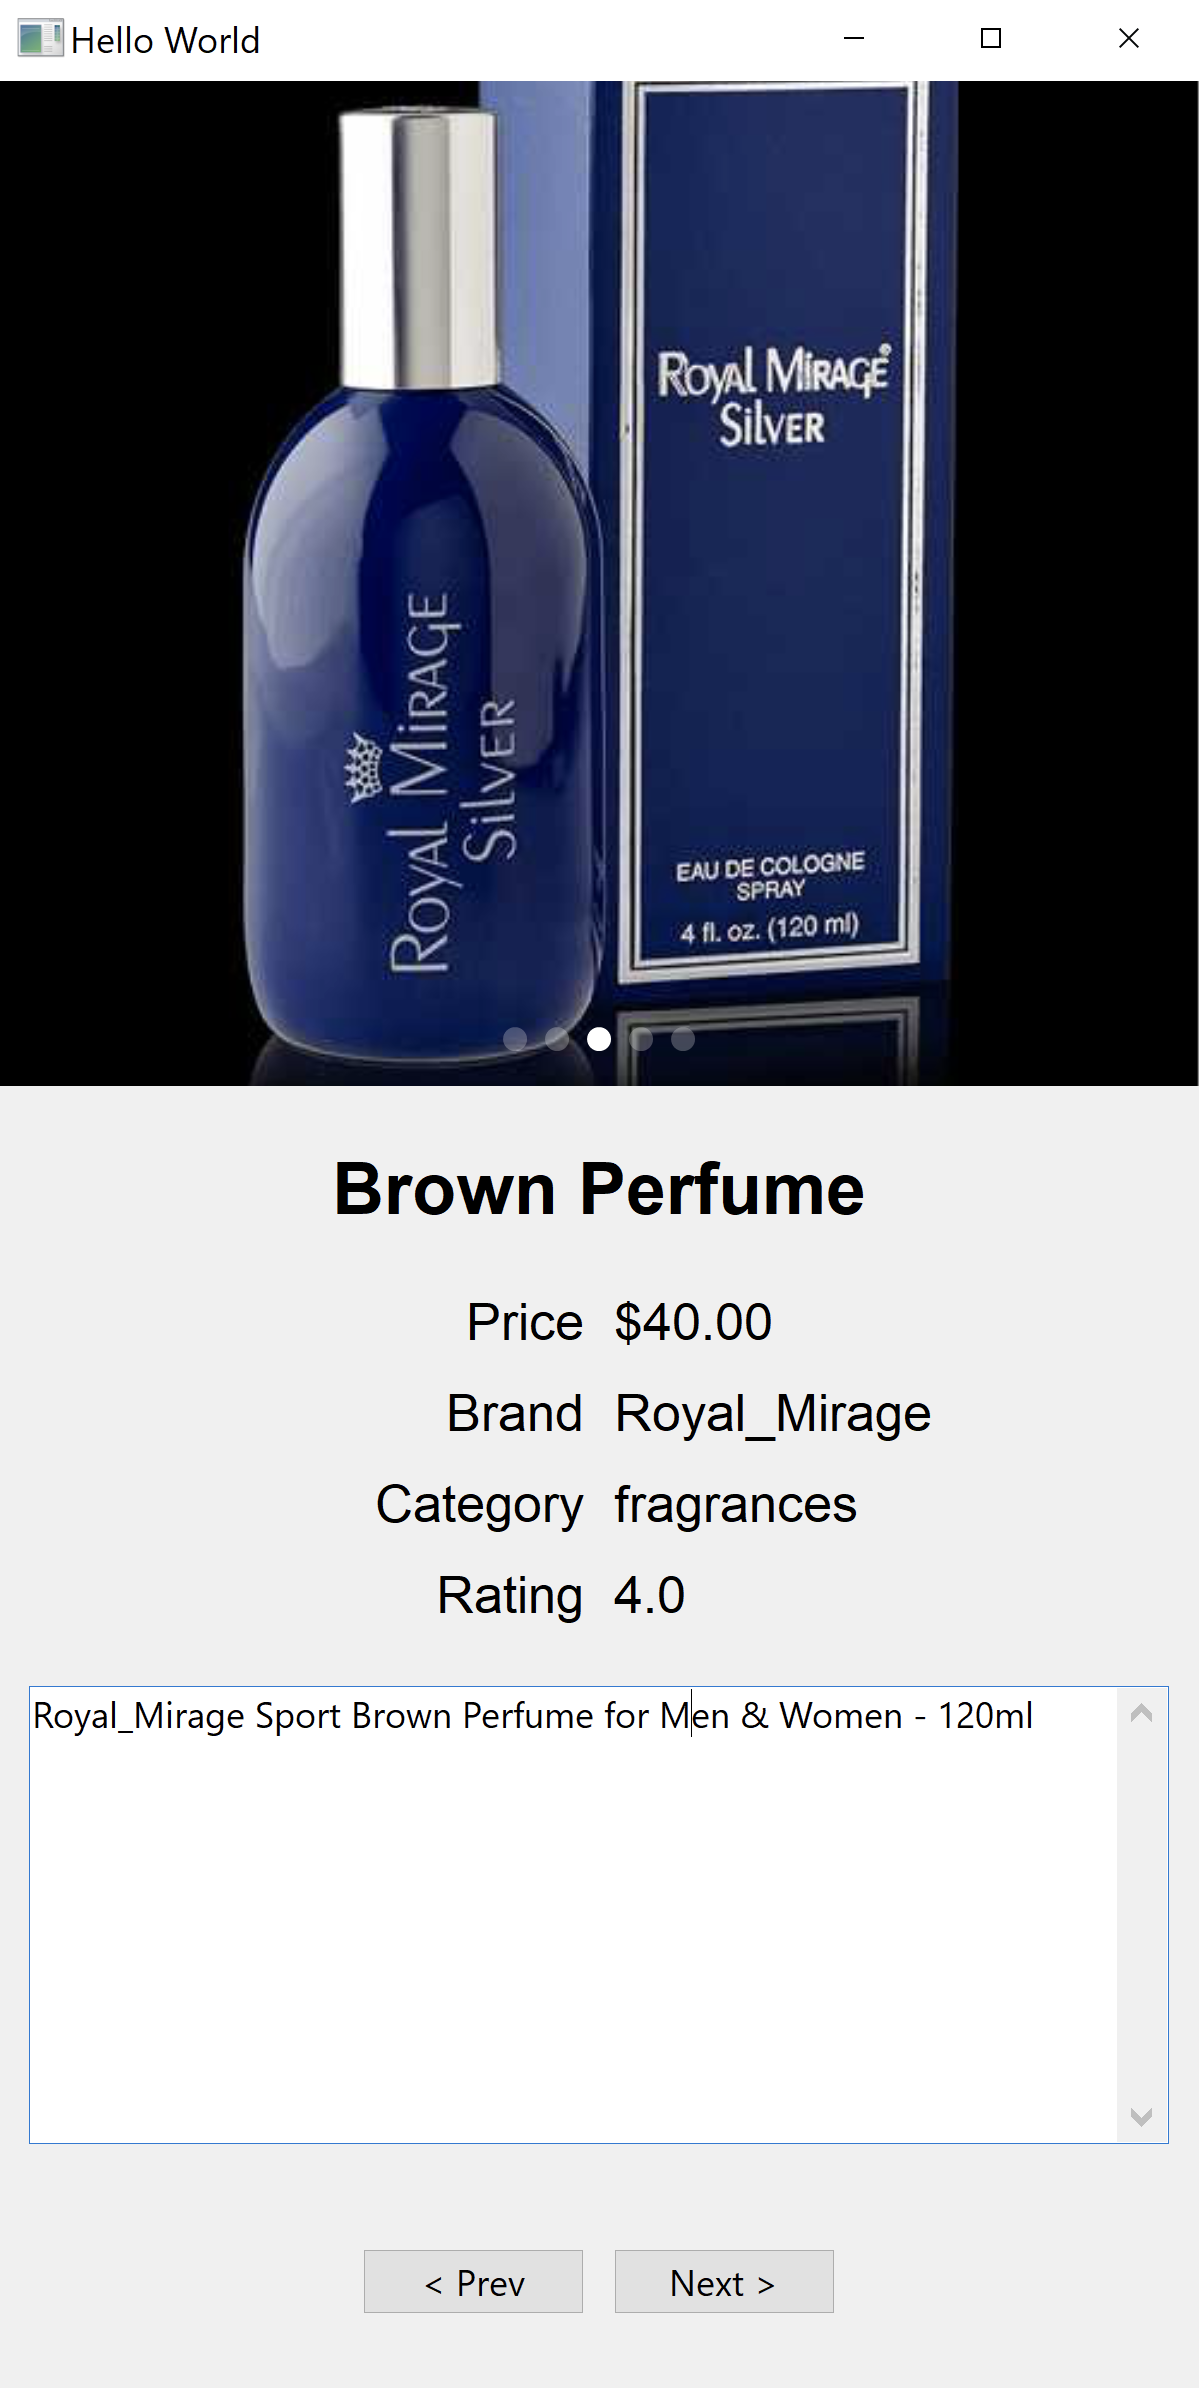 Hello World
Royal Mirage®
Silver
Royal Mirage
Silver
EAU DE COLOGNE
SPRAY
4 fl. oz. (120 ml)
Brown Perfume
Price $40.00
Brand Royal_Mirage
Category fragrances
Rating 4.0
Royal_Mirage Sport Brown Perfume for Men & Women - 120ml
< Prev Next >